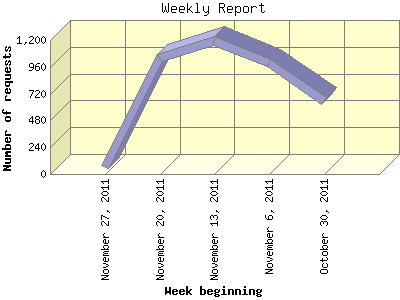 Weekly Report
Number of requests
1,200
960
720
480
240
0
November 27, 2011
November 20, 2011
November 13, 2011
November 6, 2011
October 30, 2011
Week beginning